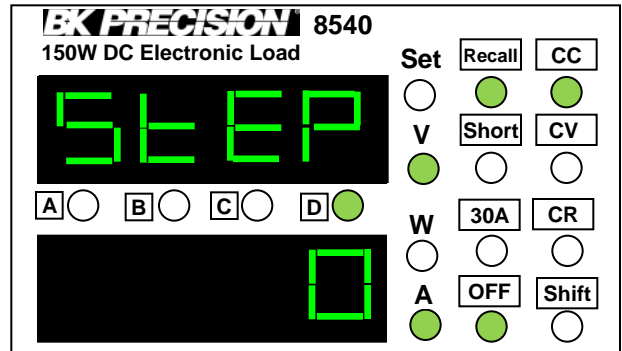 BK PRECISION 8540
150W DC Electronic Load
Set Recall CC
StEP
V Short CV
A B C D
W 30A CR
0
A OFF Shift